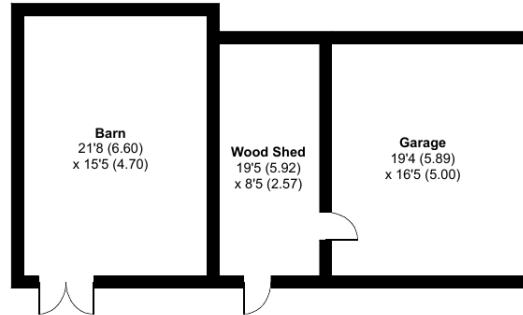 Barn
21'8 (6.60)
x 15'5 (4.70)
Wood Shed
19'5 (5.92)
x 8'5 (2.57)
Garage
19'4 (5.89)
x 16'5 (5.00)